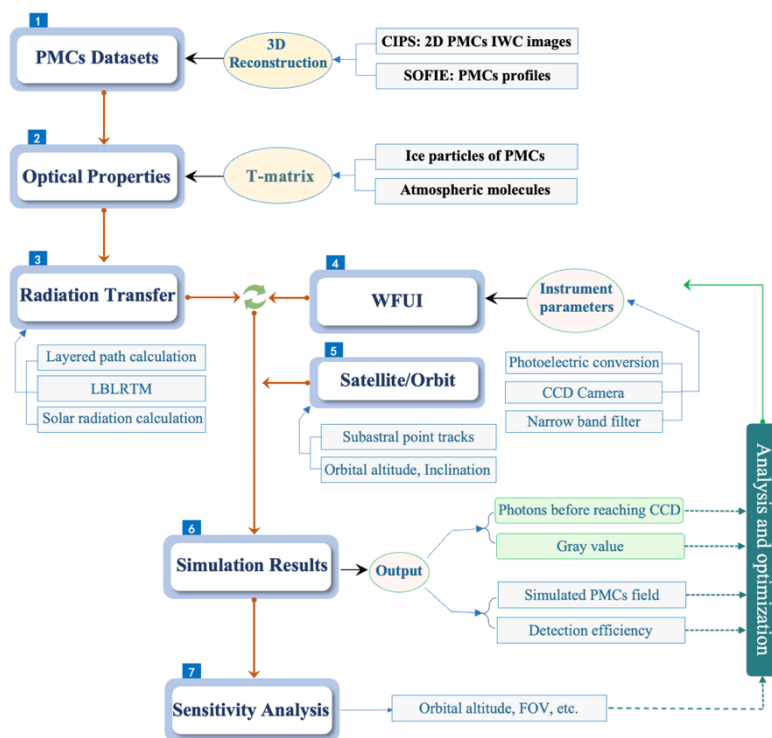 1
PMCs Datasets
3D
Reconstruction
CIPS: 2D PMCs IWC images
SOFIE: PMCs profiles
2
Optical Properties
T-matrix
Ice particles of PMCs
Atmospheric molecules
3
Radiation Transfer
Layered path calculation
LBLRTM
Solar radiation calculation
4
WFUI
Instrument
parameters
Photoelectric conversion
CCD Camera
Narrow band filter
5
Satellite/Orbit
Subastral point tracks
Orbital altitude, Inclination
6
Simulation Results
Output
Photons before reaching CCD
Gray value
Simulated PMCs field
Detection efficiency
7
Sensitivity Analysis
Orbital altitude, FOV, etc.
Analysis and optimization